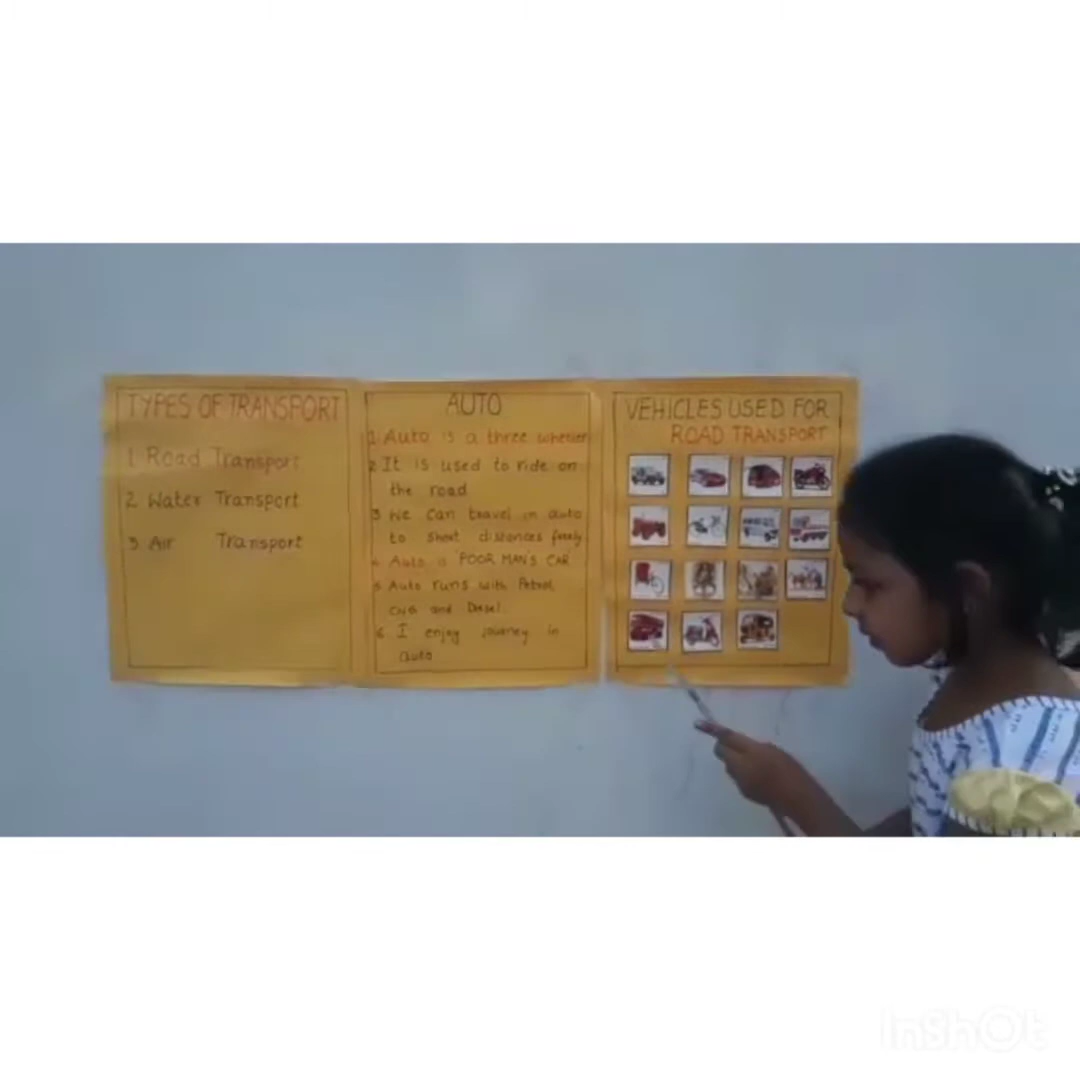 TYPES OF TRANSPORT
1 Road Transport
2 Water Transport
3 Air Transport
AUTO
1. Auto is a three wheeler
2. It is used to ride on
the road
3 We can travel in auto
to short distances
4. Auto is 'POOR MAN'S CAR'
5 Auto runs with Petrol
CNG and Diesel.
6. I enjoy journey in
auto
VEHICLES USED FOR
ROAD TRANSPORT
InShOt